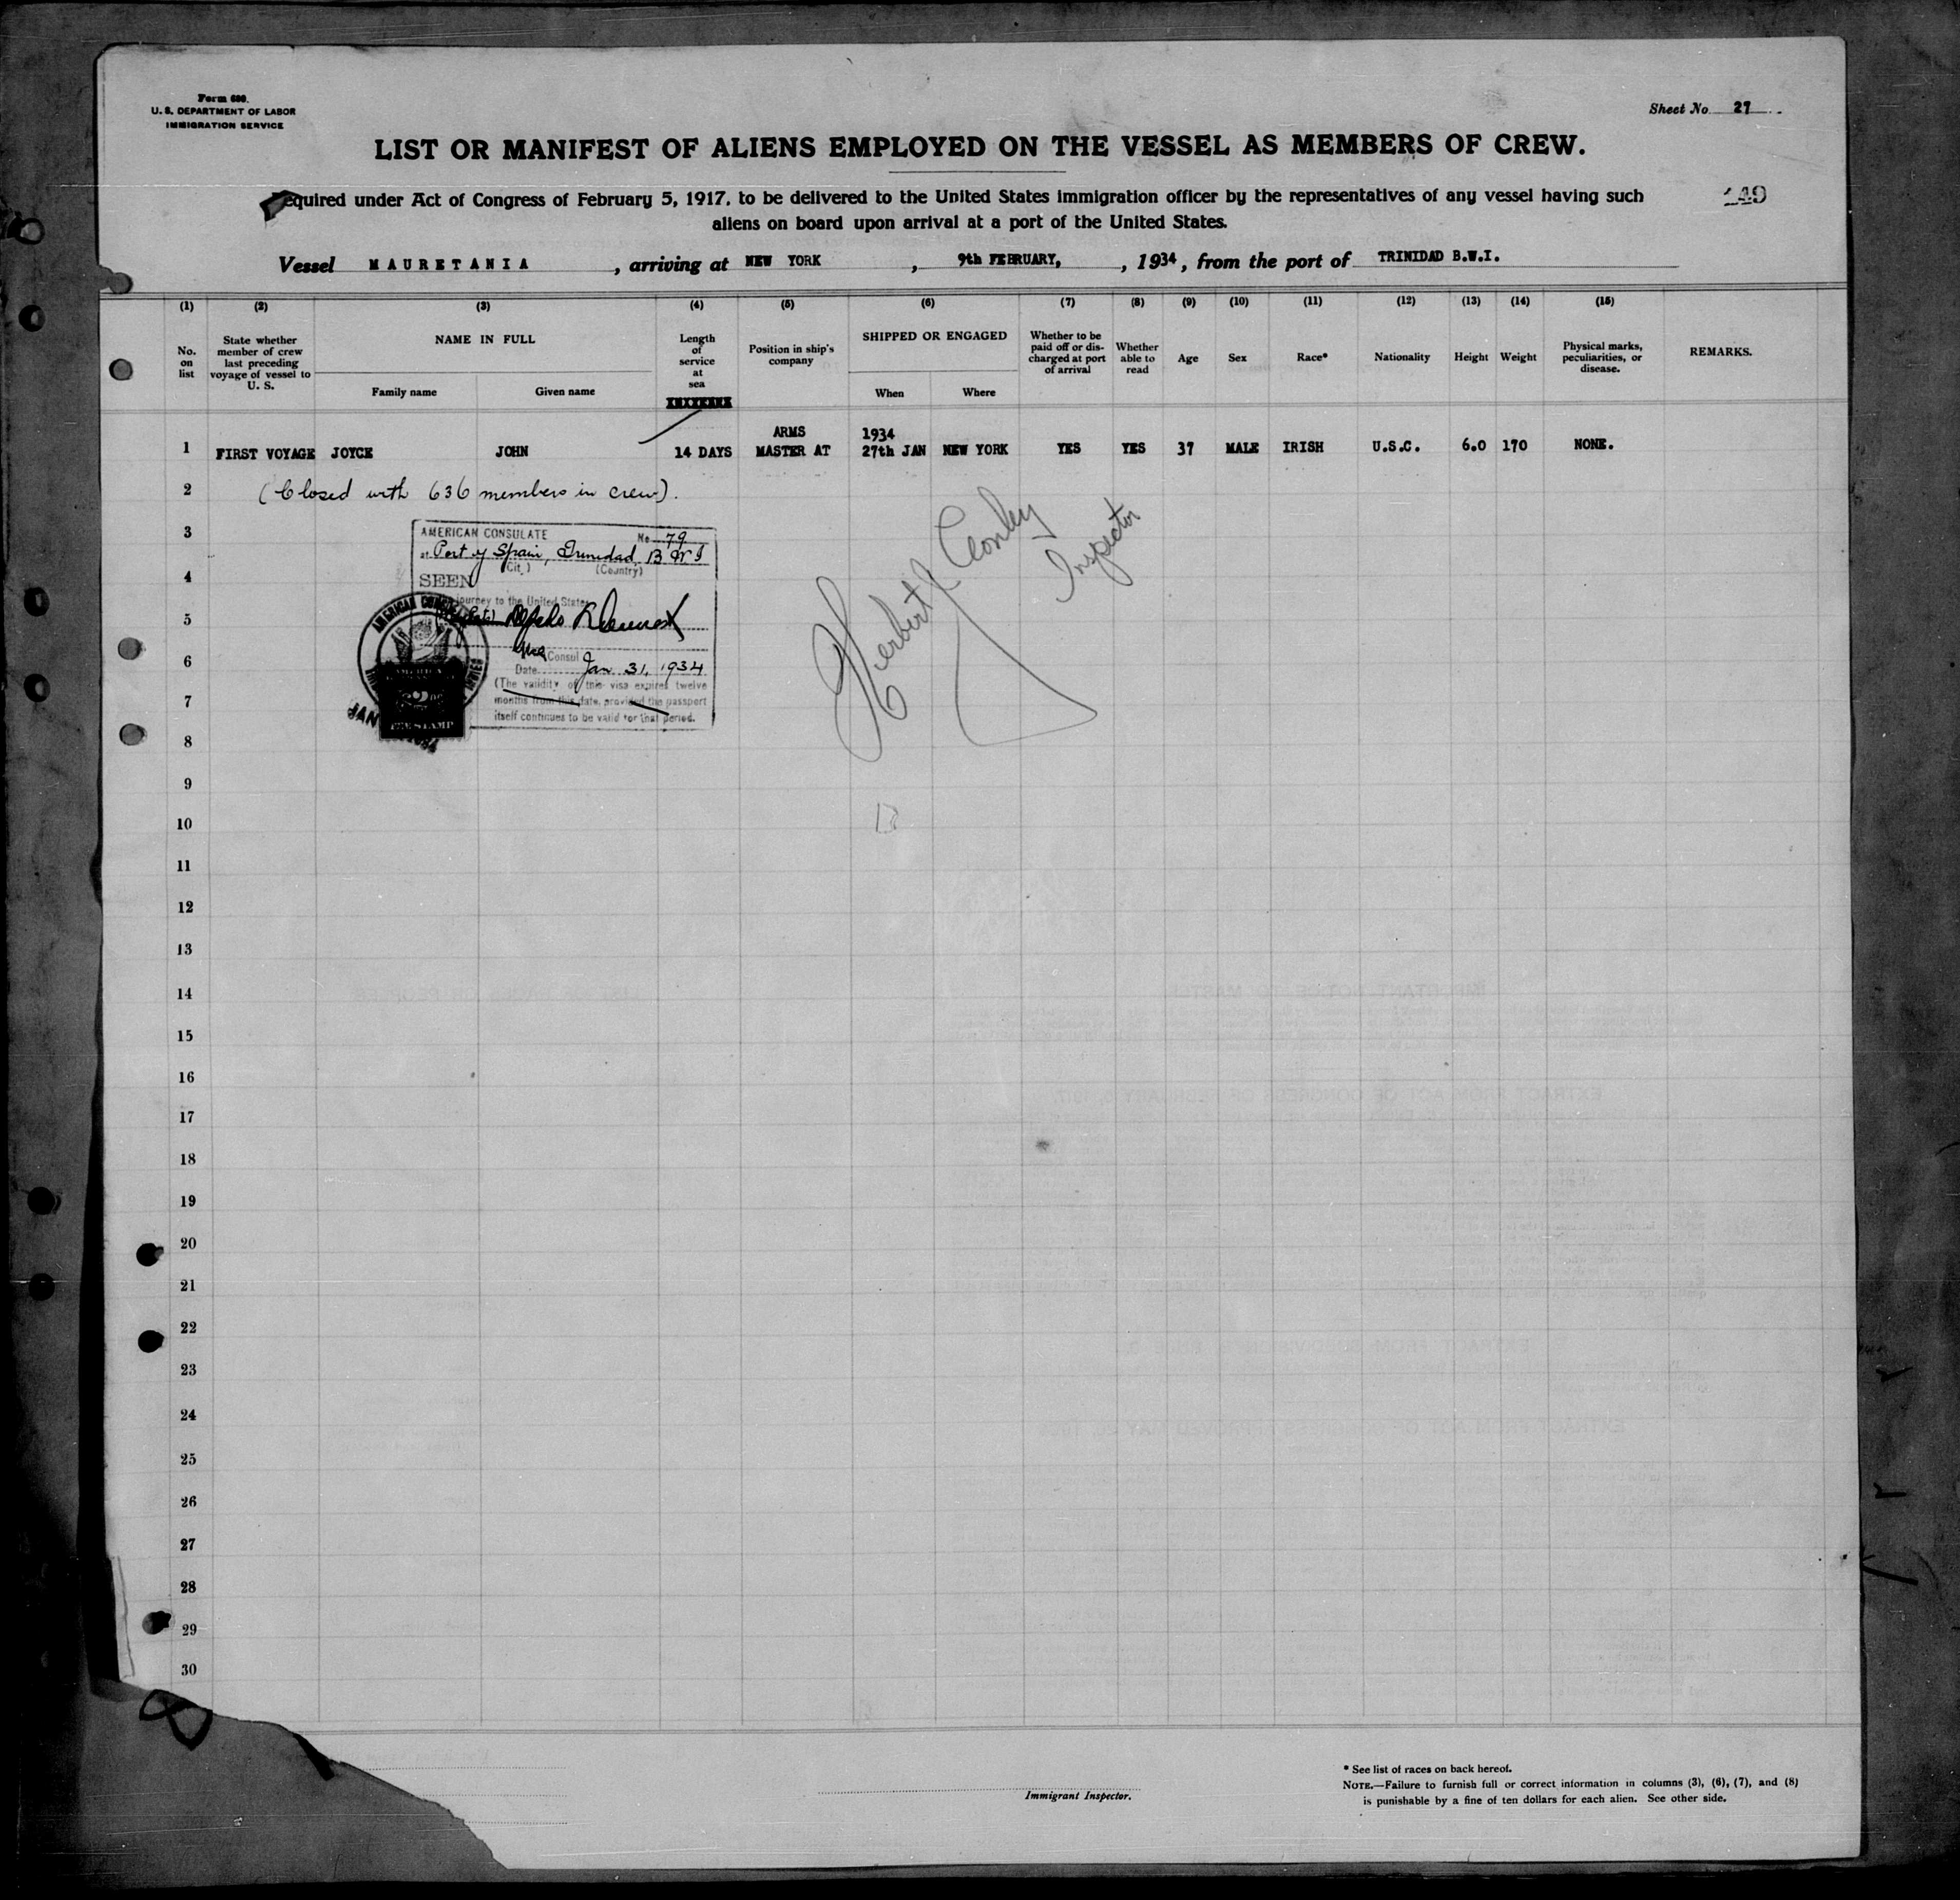 Form 680.
U. S. DEPARTMENT OF LABOR
IMMIGRATION SERVICE
Sheet No. 27
LIST OR MANIFEST OF ALIENS EMPLOYED ON THE VESSEL AS MEMBERS OF CREW.
equired under Act of Congress of February 5, 1917, to be delivered to the United States immigration officer by the representatives of any vessel having such
149
aliens on board upon arrival at a port of the United States.
Vessel MAURETANIA, arriving at NEW YORK, 9th FEBRUARY, 1934, from the port of TRINIDAD B.W.I.
(1) (2) (3) (4) (5) (6) (7) (8) (9) (10) (11) (12) (13) (14) (15)
No. on list
State whether member of crew last preceding voyage of vessel to U. S.
NAME IN FULL
Family name Given name
Length of service at sea
Position in ship's company
SHIPPED OR ENGAGED
When Where
Whether to be paid off or discharged at port of arrival
Whether able to read
Age
Sex
Race*
Nationality
Height
Weight
Physical marks, peculiarities, or disease.
REMARKS.
ARMS 1934
1 FIRST VOYAGE JOYCE JOHN 14 DAYS MASTER AT 27th JAN NEW YORK YES YES 37 MALE IRISH U.S.C. 6.0 170 NONE.
2 (Closed with 636 members in crew).
3
AMERICAN CONSULATE No. 79
at Port of Spain, Trinidad, B W I
(City) (Country)
4
SEEN
Journey to the United States
5
6
Consul
Date Jan. 31, 1934
(The validity of this visa expires twelve
7
months from this date, provided the passport
itself continues to be valid for that period.
AMERICAN
JAN
Herbert J. Conley
Inspector
8
9
10
11
12
13
14
15
16
17
18
19
20
21
22
23
24
25
26
27
28
29
30
Immigrant Inspector.
* See list of races on back hereof.
NOTE.—Failure to furnish full or correct information in columns (3), (6), (7), and (8)
is punishable by a fine of ten dollars for each alien. See other side.